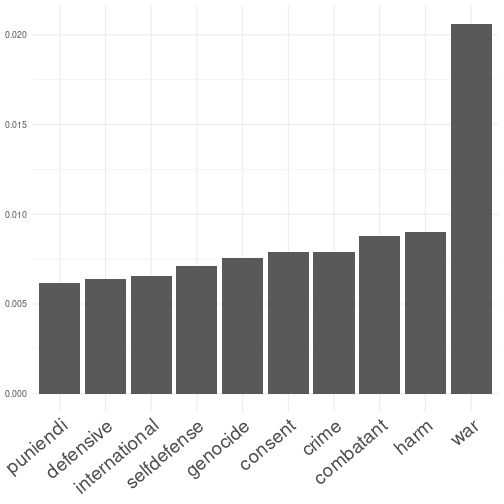 0.020
0.015
0.010
0.005
0.000
puniendi
defensive
international
selfdefense
genocide
consent
crime
combatant
harm
war